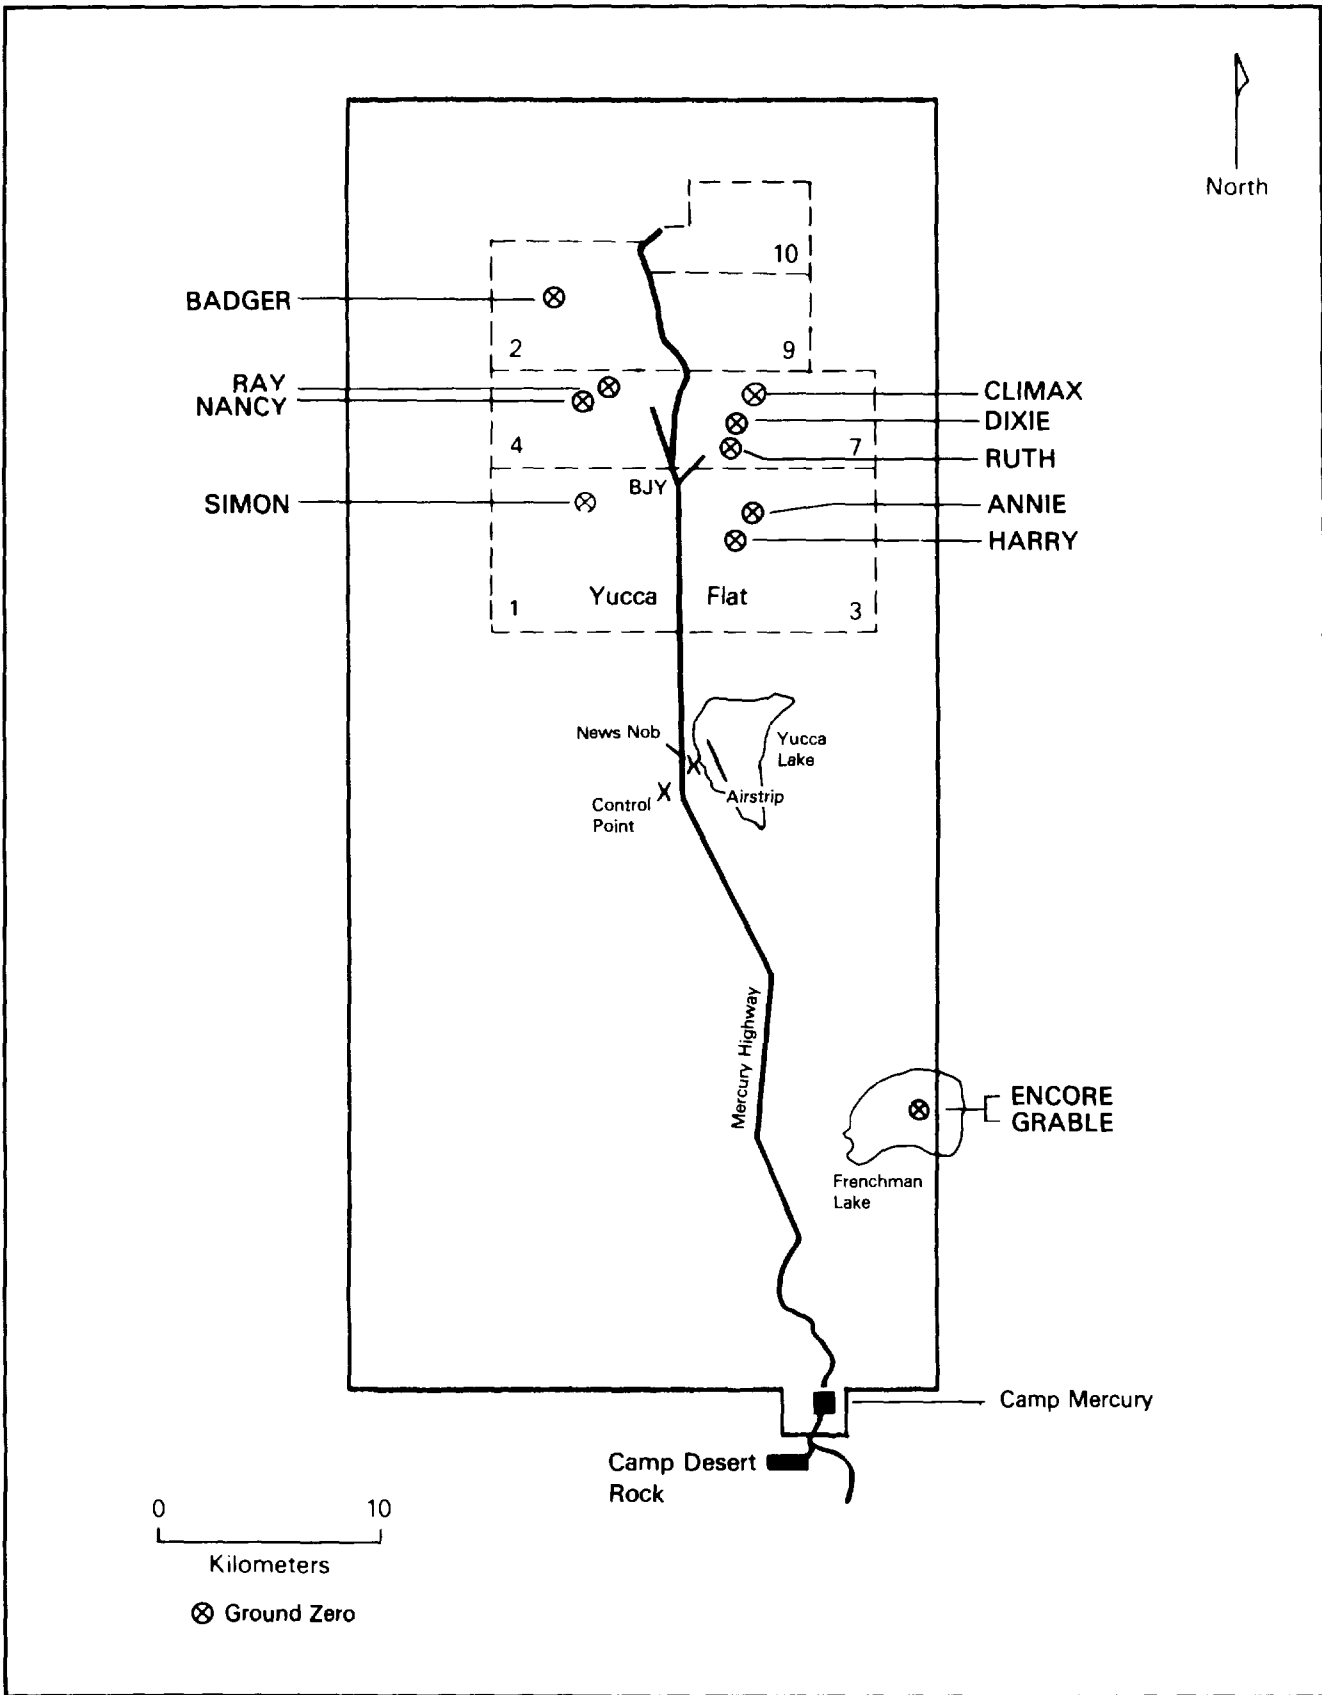 North
10
BADGER
2
9
RAY
NANCY
CLIMAX
DIXIE
4
7
RUTH
BJY
SIMON
ANNIE
HARRY
Yucca Flat
1
3
News Nob
Yucca
Lake
Control
Point
Airstrip
Mercury Highway
ENCORE
GRABLE
Frenchman
Lake
Camp Mercury
Camp Desert
Rock
0 10
Kilometers
Ground Zero